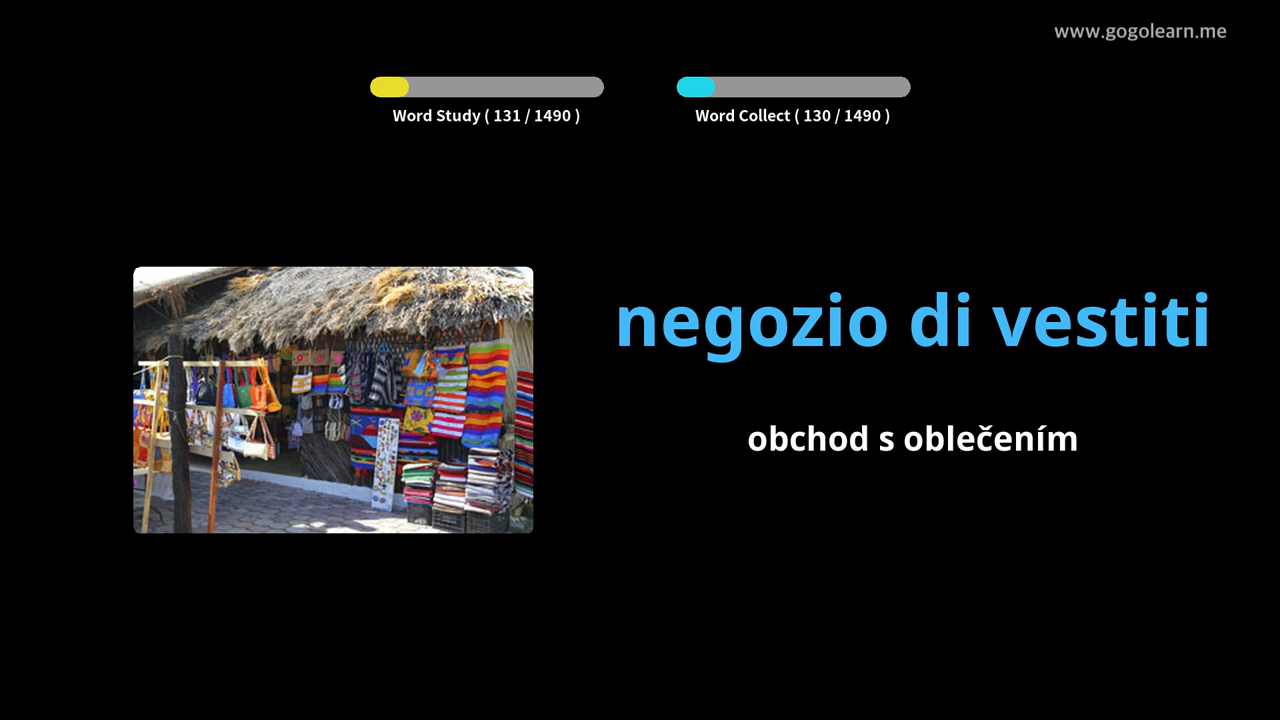 www.gogolearn.me
Word Study ( 131 / 1490 )
Word Collect ( 130 / 1490 )
negozio di vestiti
obchod s oblečením